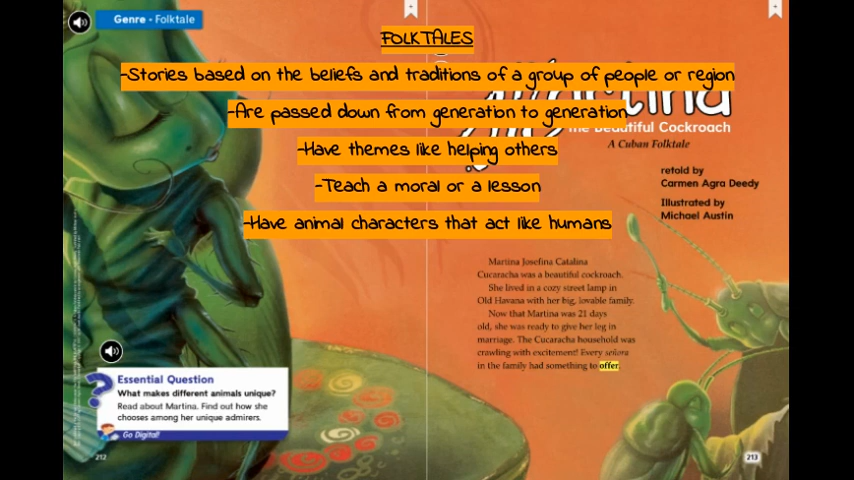 Genre • Folktale
FOLKTALES
-Stories based on the beliefs and traditions of a group of people or region
-Are passed down from generation to generation
-Have themes like helping others
-Teach a moral or a lesson
-Have animal characters that act like humans
the Beautiful Cockroach
A Cuban Folktale
retold by
Carmen Agra Deedy
Illustrated by
Michael Austin
Martina Josefina Catalina
Cucaracha was a beautiful cockroach.
She lived in a cozy street lamp in
Old Havana with her big, lovable family.
Now that Martina was 21 days
old, she was ready to give her leg in
marriage. The Cucaracha household was
crawling with excitement! Every señora
in the family had something to offer.
Essential Question
What makes different animals unique?
Read about Martina. Find out how she
chooses among her unique admirers.
Go Digital!
212
213